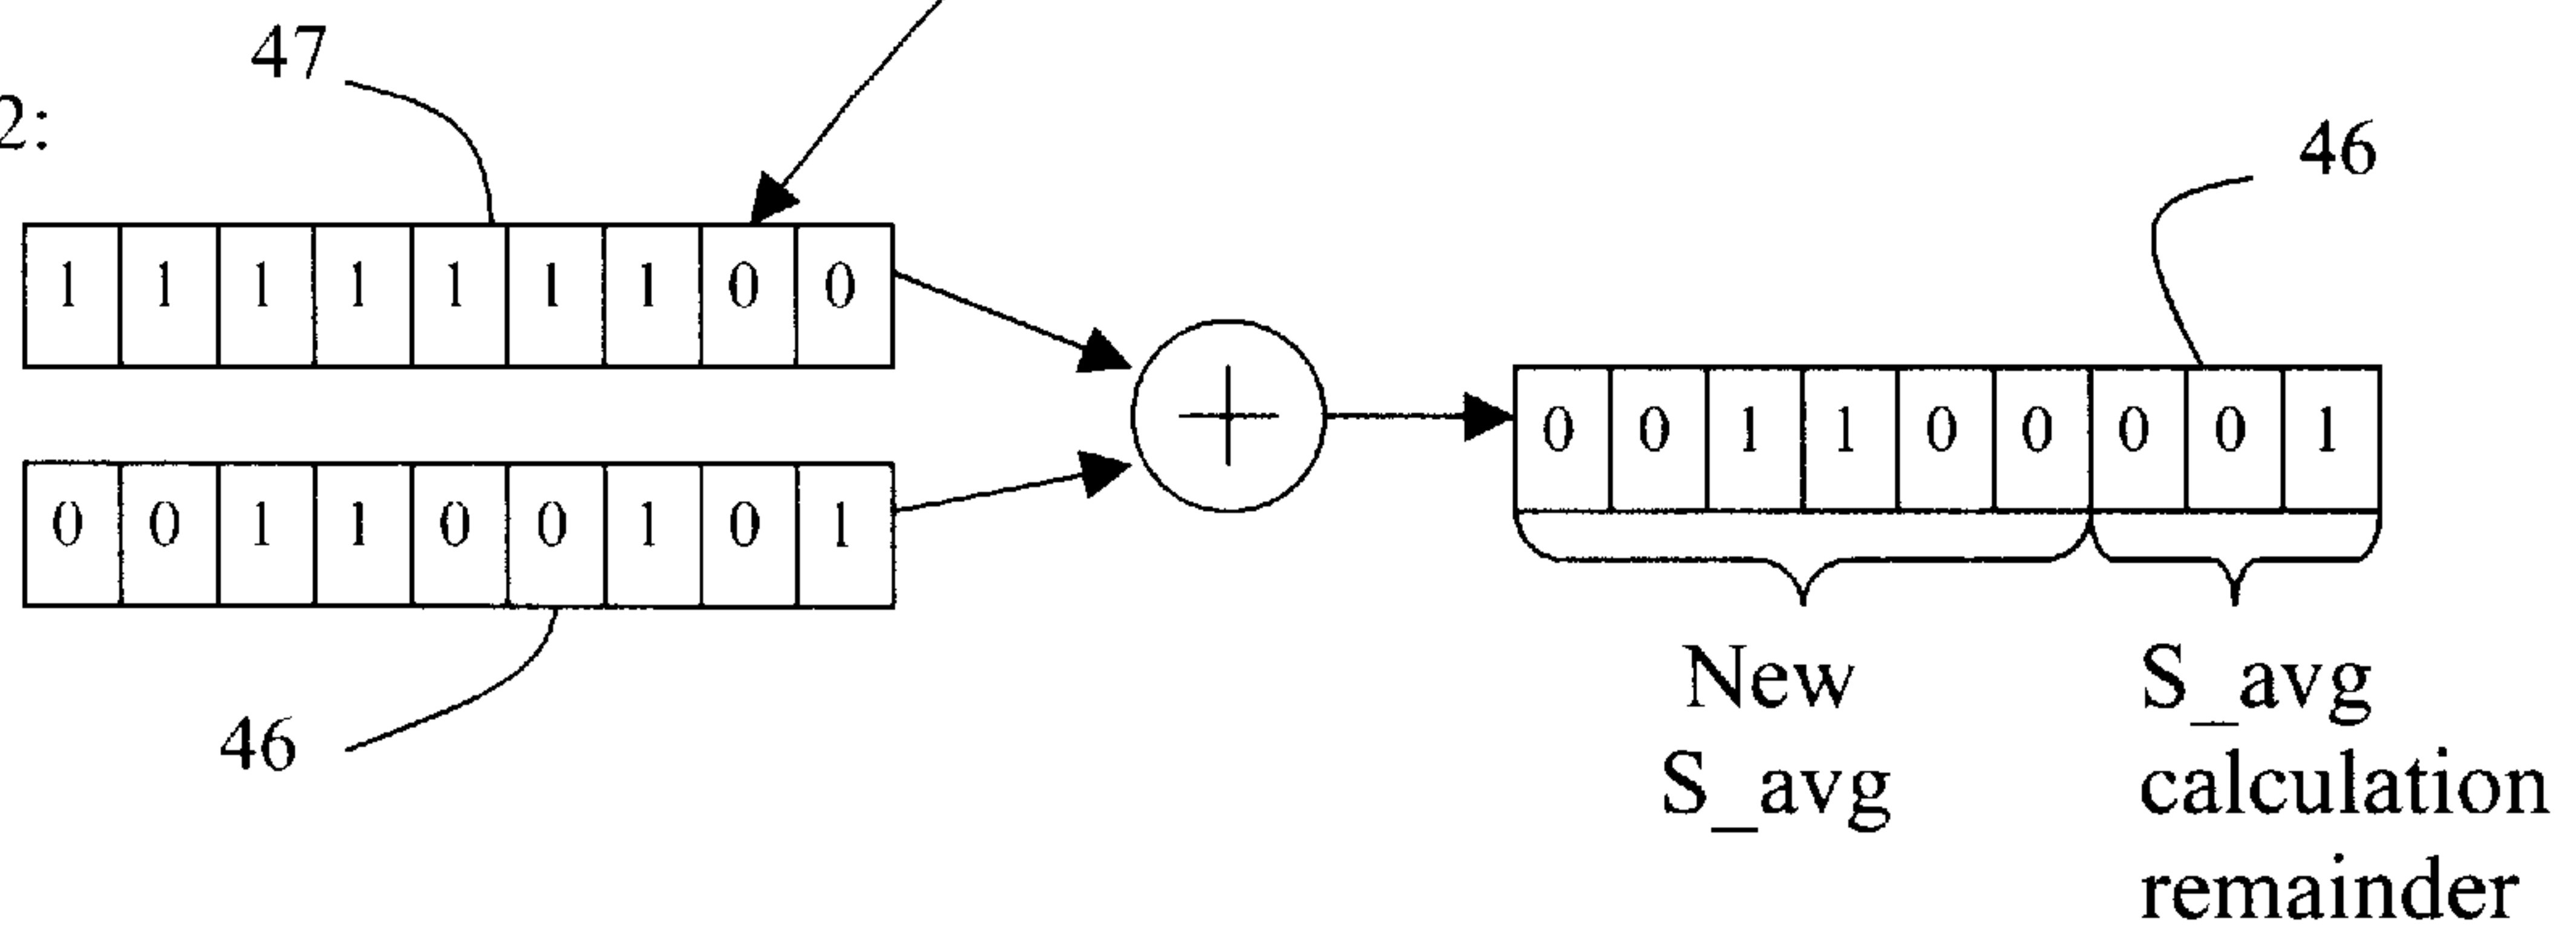 47
2:
46
1 1 1 1 1 1 1 0 0
0 0 1 1 0 0 0 0 1
0 0 1 1 0 0 1 0 1
46
New
S_avg
S_avg
calculation
remainder